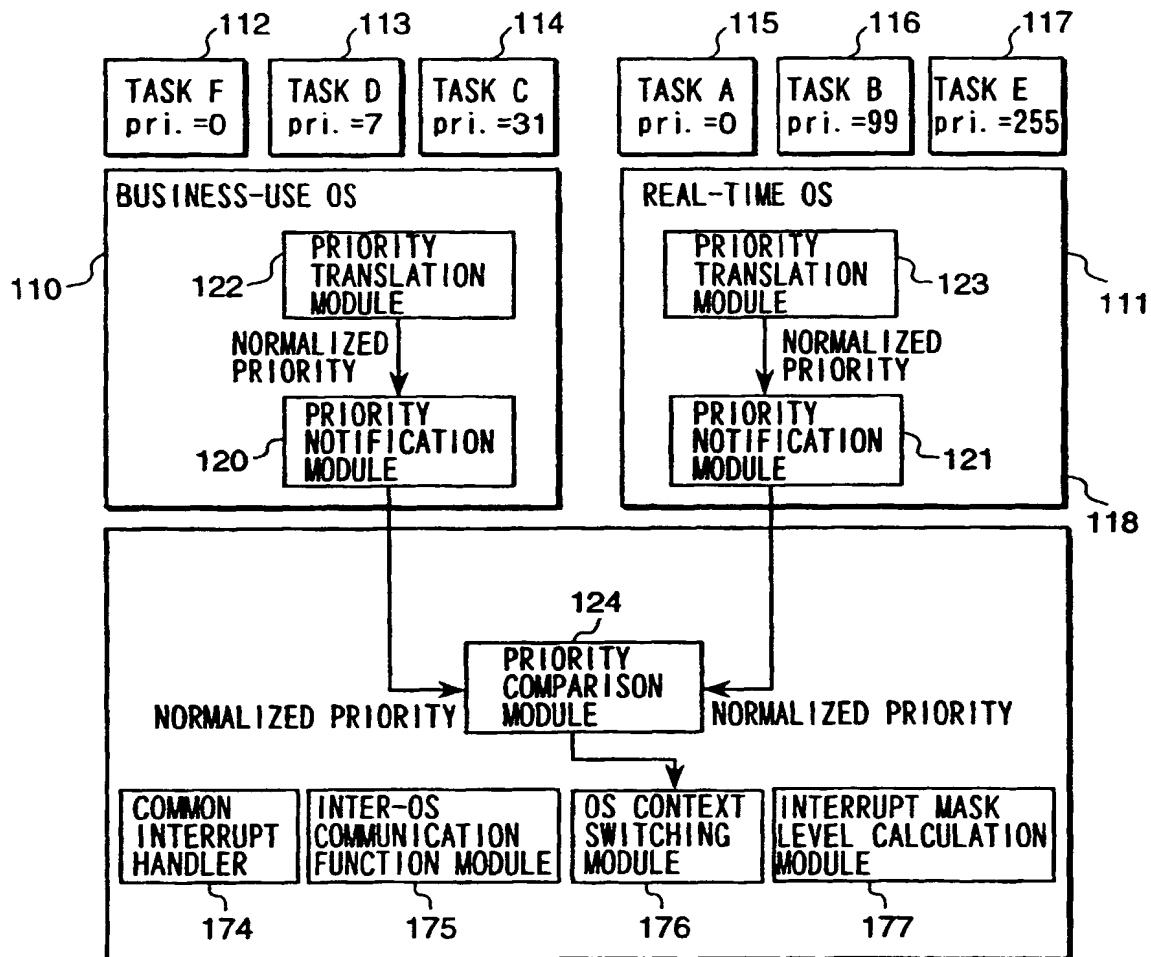 112
113
114
115
116
117
TASK F
pri.=0
TASK D
pri.=7
TASK C
pri.=31
TASK A
pri.=0
TASK B
pri.=99
TASK E
pri.=255
BUSINESS-USE OS
PRIORITY
TRANSLATION
MODULE
122
110
NORMALIZED
PRIORITY
PRIORITY
NOTIFICATION
MODULE
120
REAL-TIME OS
PRIORITY
TRANSLATION
MODULE
123
111
NORMALIZED
PRIORITY
PRIORITY
NOTIFICATION
MODULE
121
118
124
PRIORITY
COMPARISON
MODULE
NORMALIZED PRIORITY
NORMALIZED PRIORITY
COMMON
INTERRUPT
HANDLER
INTER-OS
COMMUNICATION
FUNCTION MODULE
OS CONTEXT
SWITCHING
MODULE
INTERRUPT MASK
LEVEL CALCULATION
MODULE
174
175
176
177